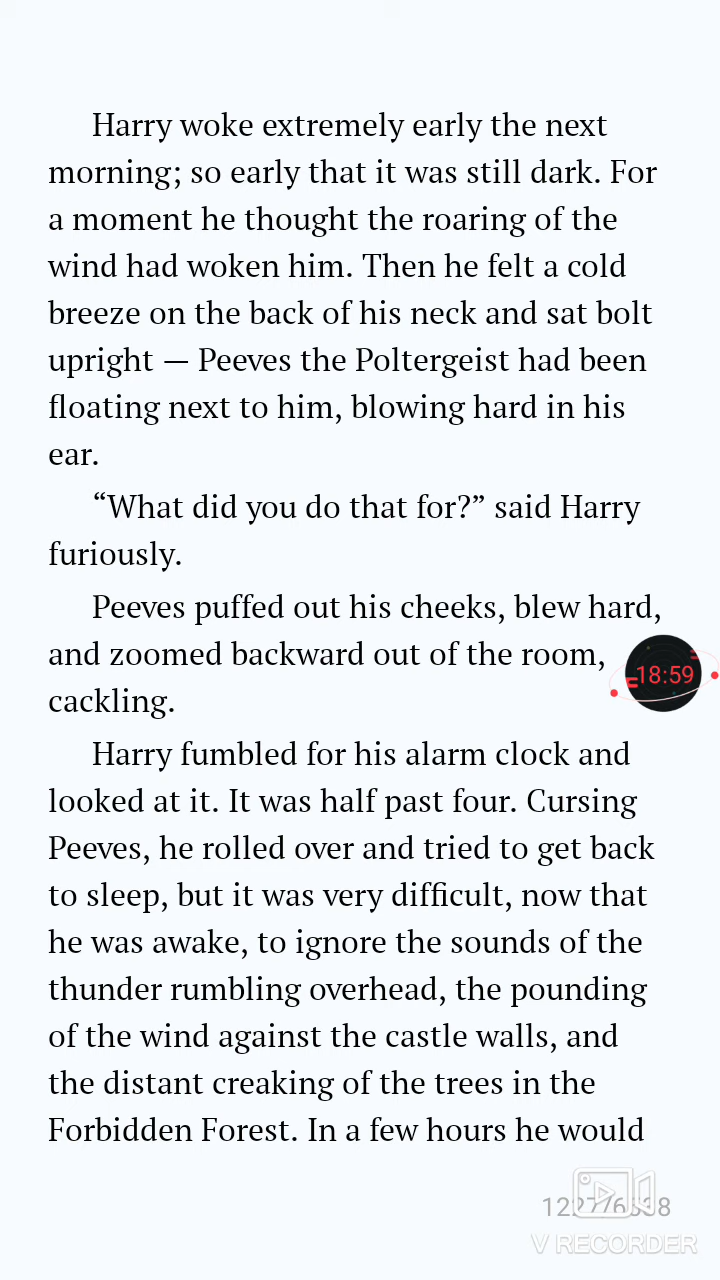 Harry woke extremely early the next
morning; so early that it was still dark. For
a moment he thought the roaring of the
wind had woken him. Then he felt a cold
breeze on the back of his neck and sat bolt
upright — Peeves the Poltergeist had been
floating next to him, blowing hard in his
ear.
“What did you do that for?” said Harry
furiously.
Peeves puffed out his cheeks, blew hard,
and zoomed backward out of the room,
18:59
cackling.
Harry fumbled for his alarm clock and
looked at it. It was half past four. Cursing
Peeves, he rolled over and tried to get back
to sleep, but it was very difficult, now that
he was awake, to ignore the sounds of the
thunder rumbling overhead, the pounding
of the wind against the castle walls, and
the distant creaking of the trees in the
Forbidden Forest. In a few hours he would
V RECORDER